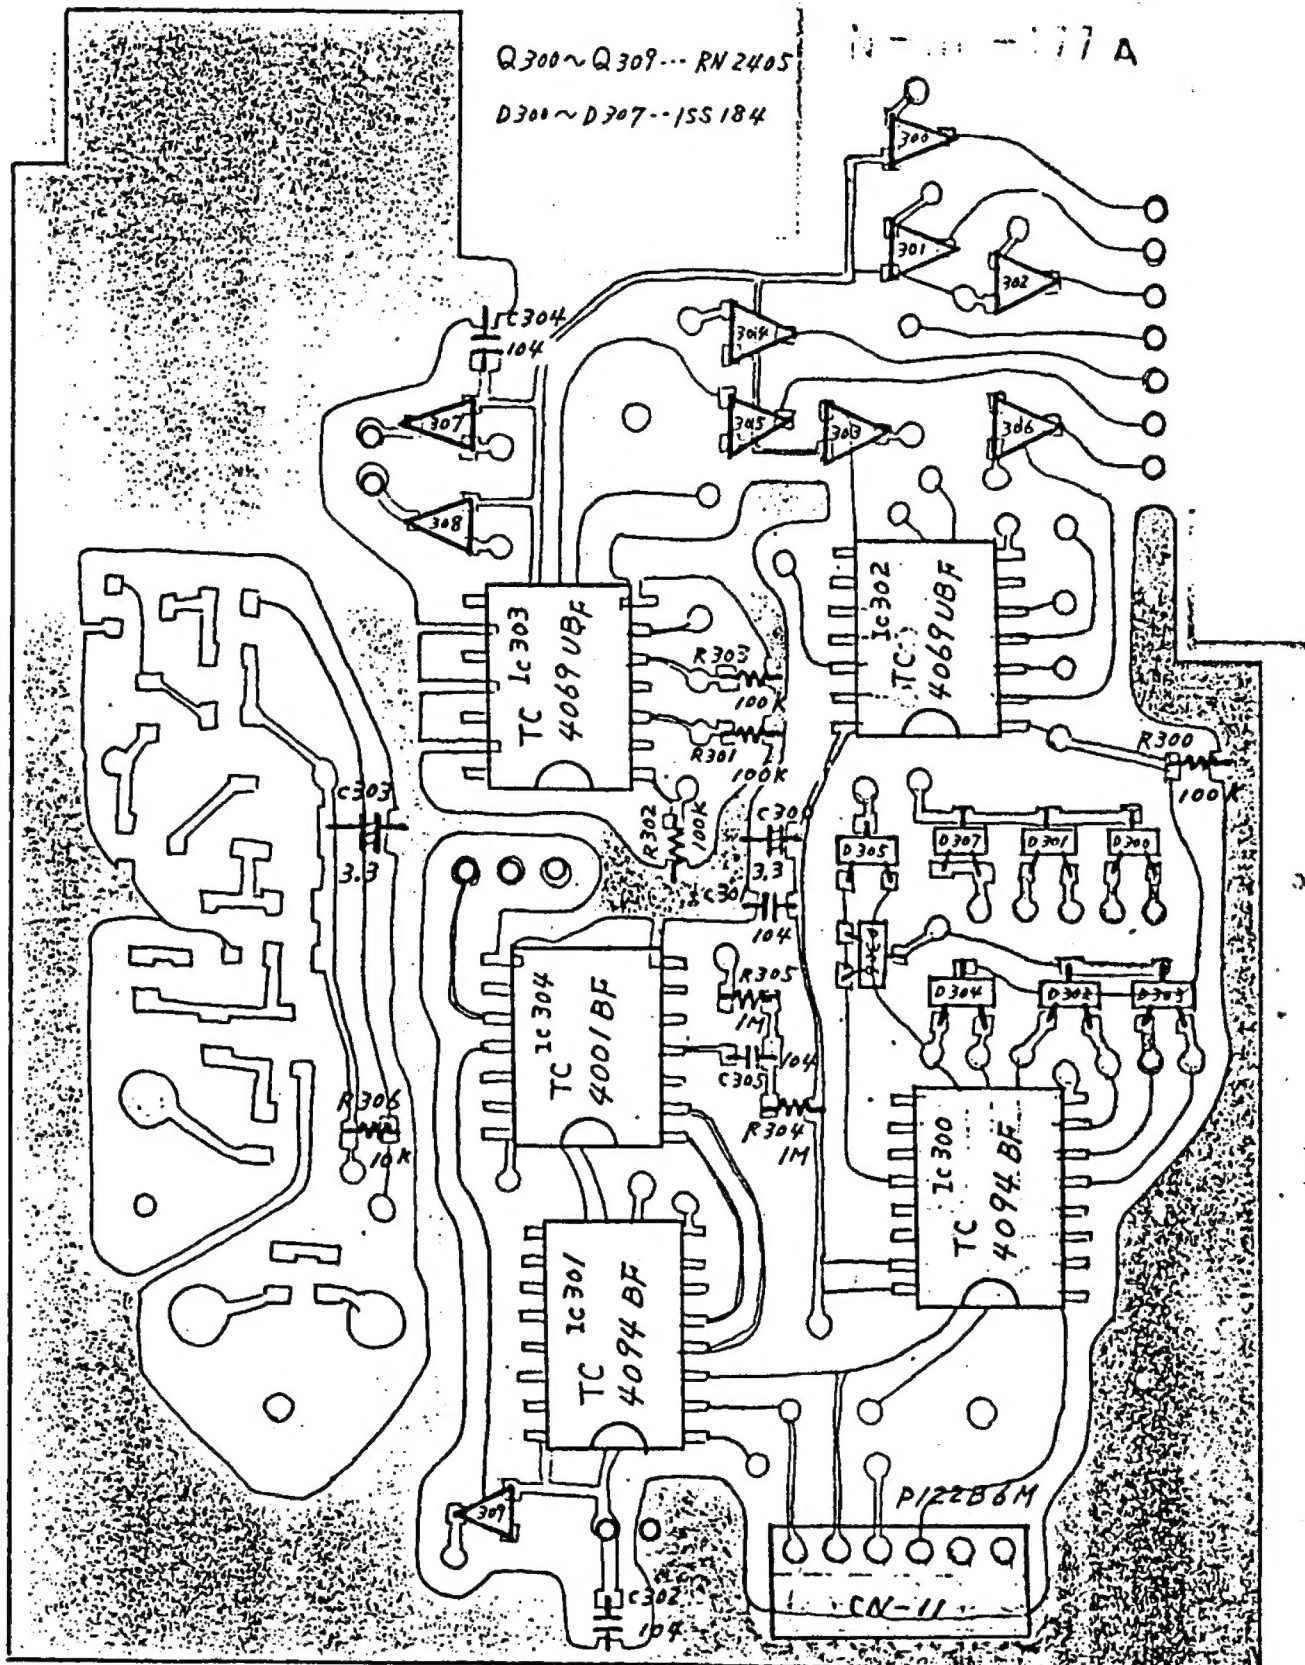 Q300~Q309... RN2405
D300~D307..1SS184
300
301
302
304
305
303
306
C304
104
307
308
IC303
TC 4069UBF
IC302
TC 4069UBF
R303
100K
R301
100K
R302
100K
R300
100K
C303
3.3
3.3
104
D305
D307
D301
D300
D304
D302
D303
IC304
TC 4001BF
R305
1M
C305
104
R304
1M
R306
10K
IC300
TC 4094BF
IC301
TC 4094BF
309
C302
104
P122B6M
CN-11